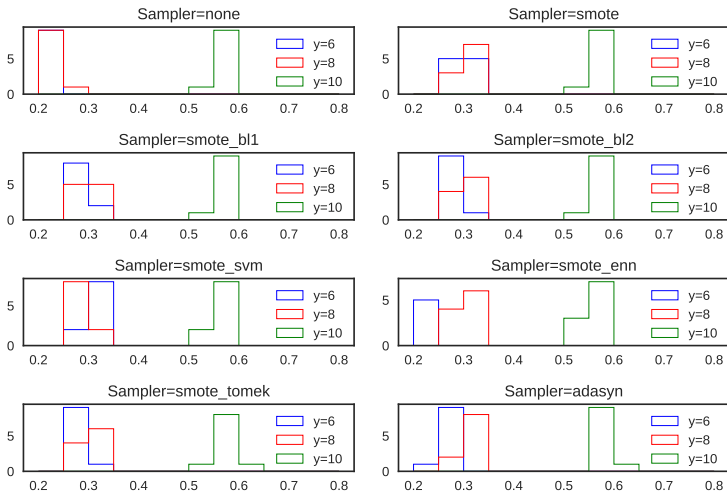 Sampler=none
5
0
0.2 0.3 0.4 0.5 0.6 0.7 0.8
y=6
y=8
y=10
Sampler=smote
5
0
0.2 0.3 0.4 0.5 0.6 0.7 0.8
y=6
y=8
y=10
Sampler=smote_bl1
5
0
0.2 0.3 0.4 0.5 0.6 0.7 0.8
y=6
y=8
y=10
Sampler=smote_bl2
5
0
0.2 0.3 0.4 0.5 0.6 0.7 0.8
y=6
y=8
y=10
Sampler=smote_svm
5
0
0.2 0.3 0.4 0.5 0.6 0.7 0.8
y=6
y=8
y=10
Sampler=smote_enn
5
0
0.2 0.3 0.4 0.5 0.6 0.7 0.8
y=6
y=8
y=10
Sampler=smote_tomek
5
0
0.2 0.3 0.4 0.5 0.6 0.7 0.8
y=6
y=8
y=10
Sampler=adasyn
5
0
0.2 0.3 0.4 0.5 0.6 0.7 0.8
y=6
y=8
y=10